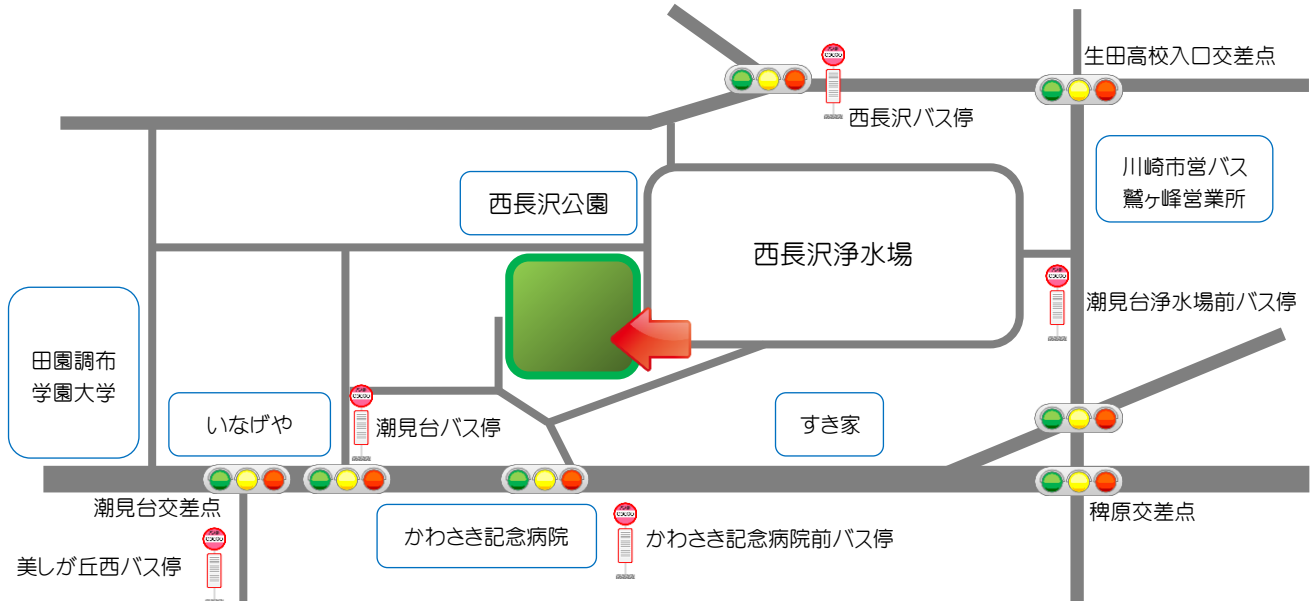 生田高校入口交差点
西長沢バス停
川崎市営バス
鷲ヶ峰営業所
西長沢公園
西長沢浄水場
潮見台浄水場前バス停
田園調布
学園大学
いなげや
潮見台バス停
すき家
潮見台交差点
かわさき記念病院
かわさき記念病院前バス停
稗原交差点
美しが丘西バス停